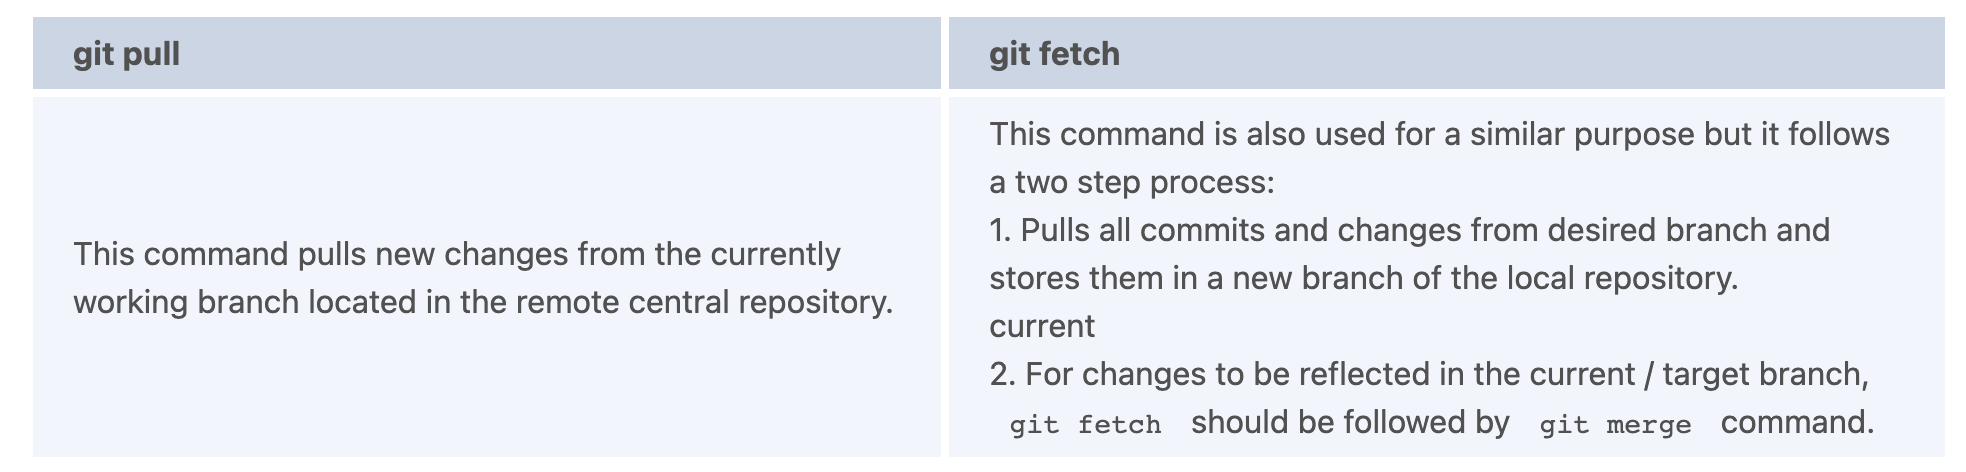 git pull
git fetch
This command pulls new changes from the currently
working branch located in the remote central repository.
This command is also used for a similar purpose but it follows
a two step process:
1. Pulls all commits and changes from desired branch and
stores them in a new branch of the local repository.
current
2. For changes to be reflected in the current / target branch,
git fetch should be followed by git merge command.